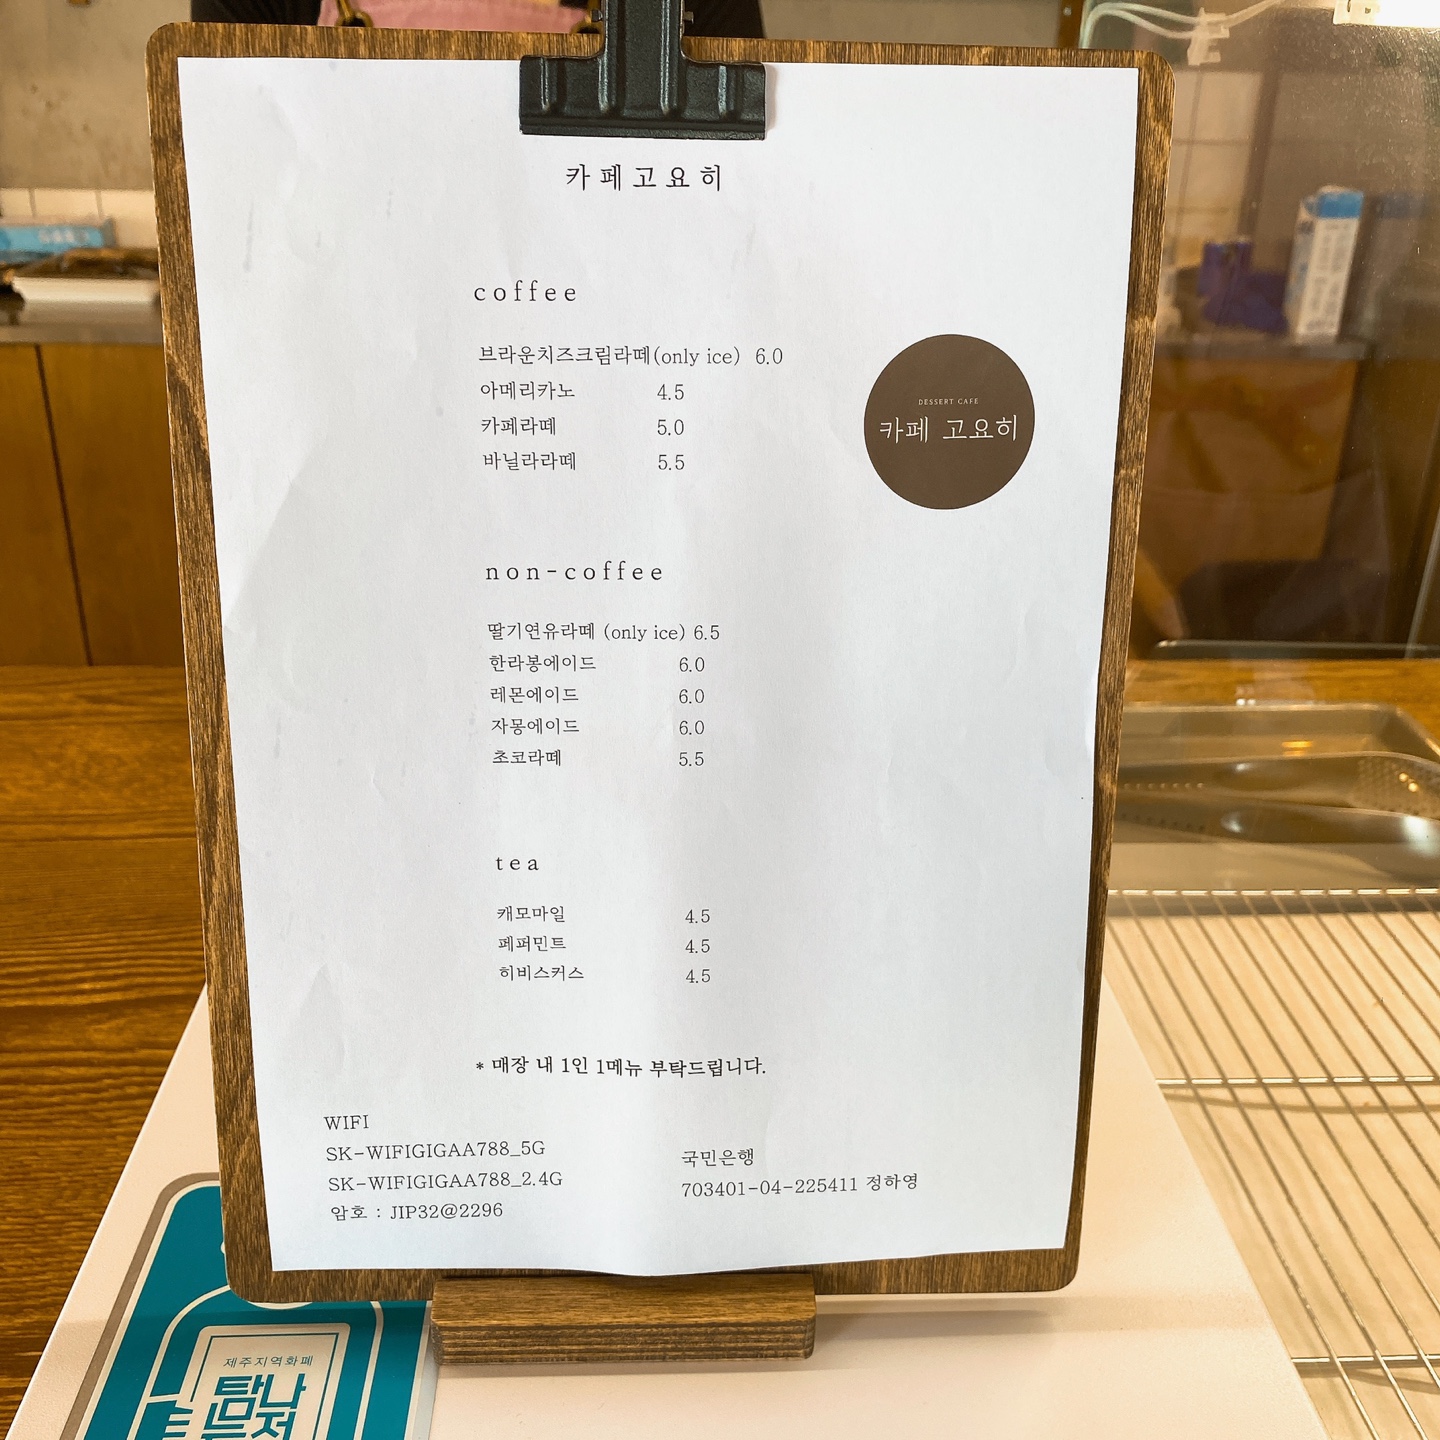 카페고요히
coffee
브라운치즈크림라떼(only ice) 6.0
아메리카노 4.5
카페라떼 5.0
바닐라라떼 5.5
DESSERT CAFE
카페 고요히
non-coffee
딸기연유라떼 (only ice) 6.5
한라봉에이드 6.0
레몬에이드 6.0
자몽에이드 6.0
초코라떼 5.5
tea
캐모마일 4.5
페퍼민트 4.5
히비스커스 4.5
* 매장 내 1인 1메뉴 부탁드립니다.
WIFI
SK-WIFIGIGAA788_5G
SK-WIFIGIGAA788_2.4G
암호 : JIP32@2296
국민은행
703401-04-225411 정하영
제주지역화폐
탐나